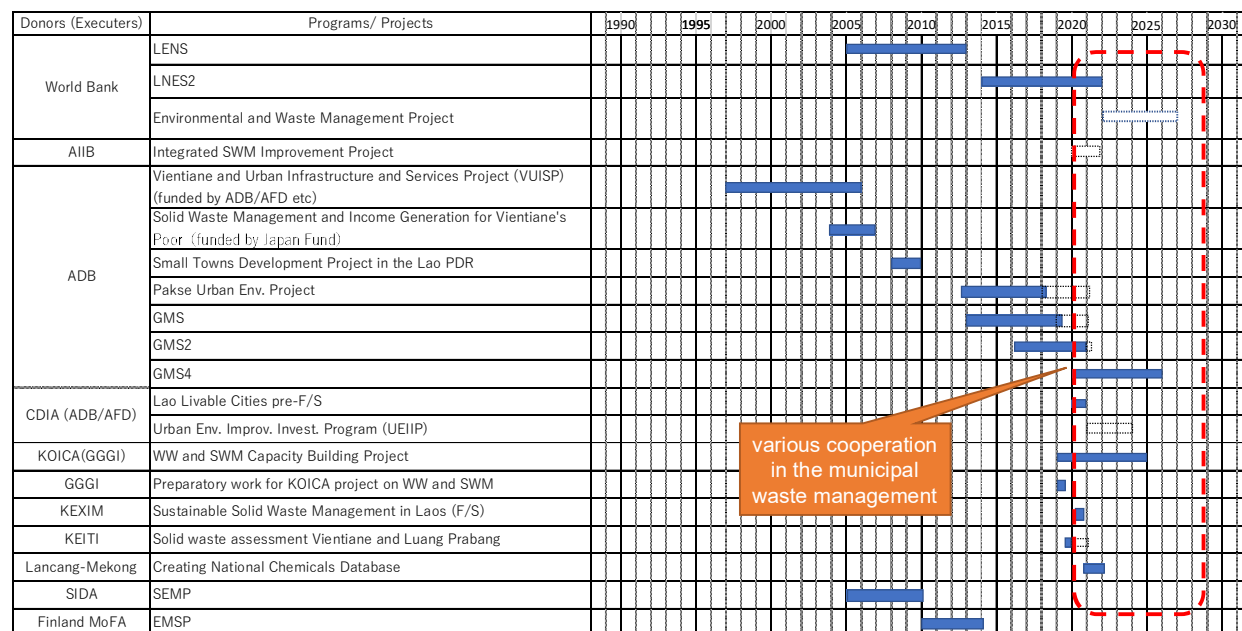 Donors (Executers) Programs/ Projects 1990 1995 2000 2005 2010 2015 2020 2025 2030
World Bank
LENS
LNES2
Environmental and Waste Management Project
AIIB Integrated SWM Improvement Project
ADB
Vientiane and Urban Infrastructure and Services Project (VUISP)
(funded by ADB/AFD etc)
Solid Waste Management and Income Generation for Vientiane's
Poor (funded by Japan Fund)
Small Towns Development Project in the Lao PDR
Pakse Urban Env. Project
GMS
GMS2
GMS4
CDIA (ADB/AFD)
Lao Livable Cities pre-F/S
Urban Env. Improv. Invest. Program (UEIIP)
KOICA(GGGI) WW and SWM Capacity Building Project
GGGI Preparatory work for KOICA project on WW and SWM
KEXIM Sustainable Solid Waste Management in Laos (F/S)
KEITI Solid waste assessment Vientiane and Luang Prabang
Lancang-Mekong Creating National Chemicals Database
SIDA SEMP
Finland MoFA EMSP
various cooperation
in the municipal
waste management